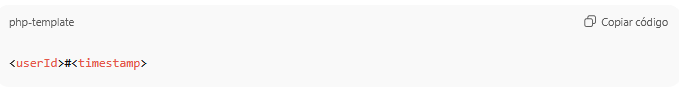 php-template
Copiar código
<userId>#<timestamp>